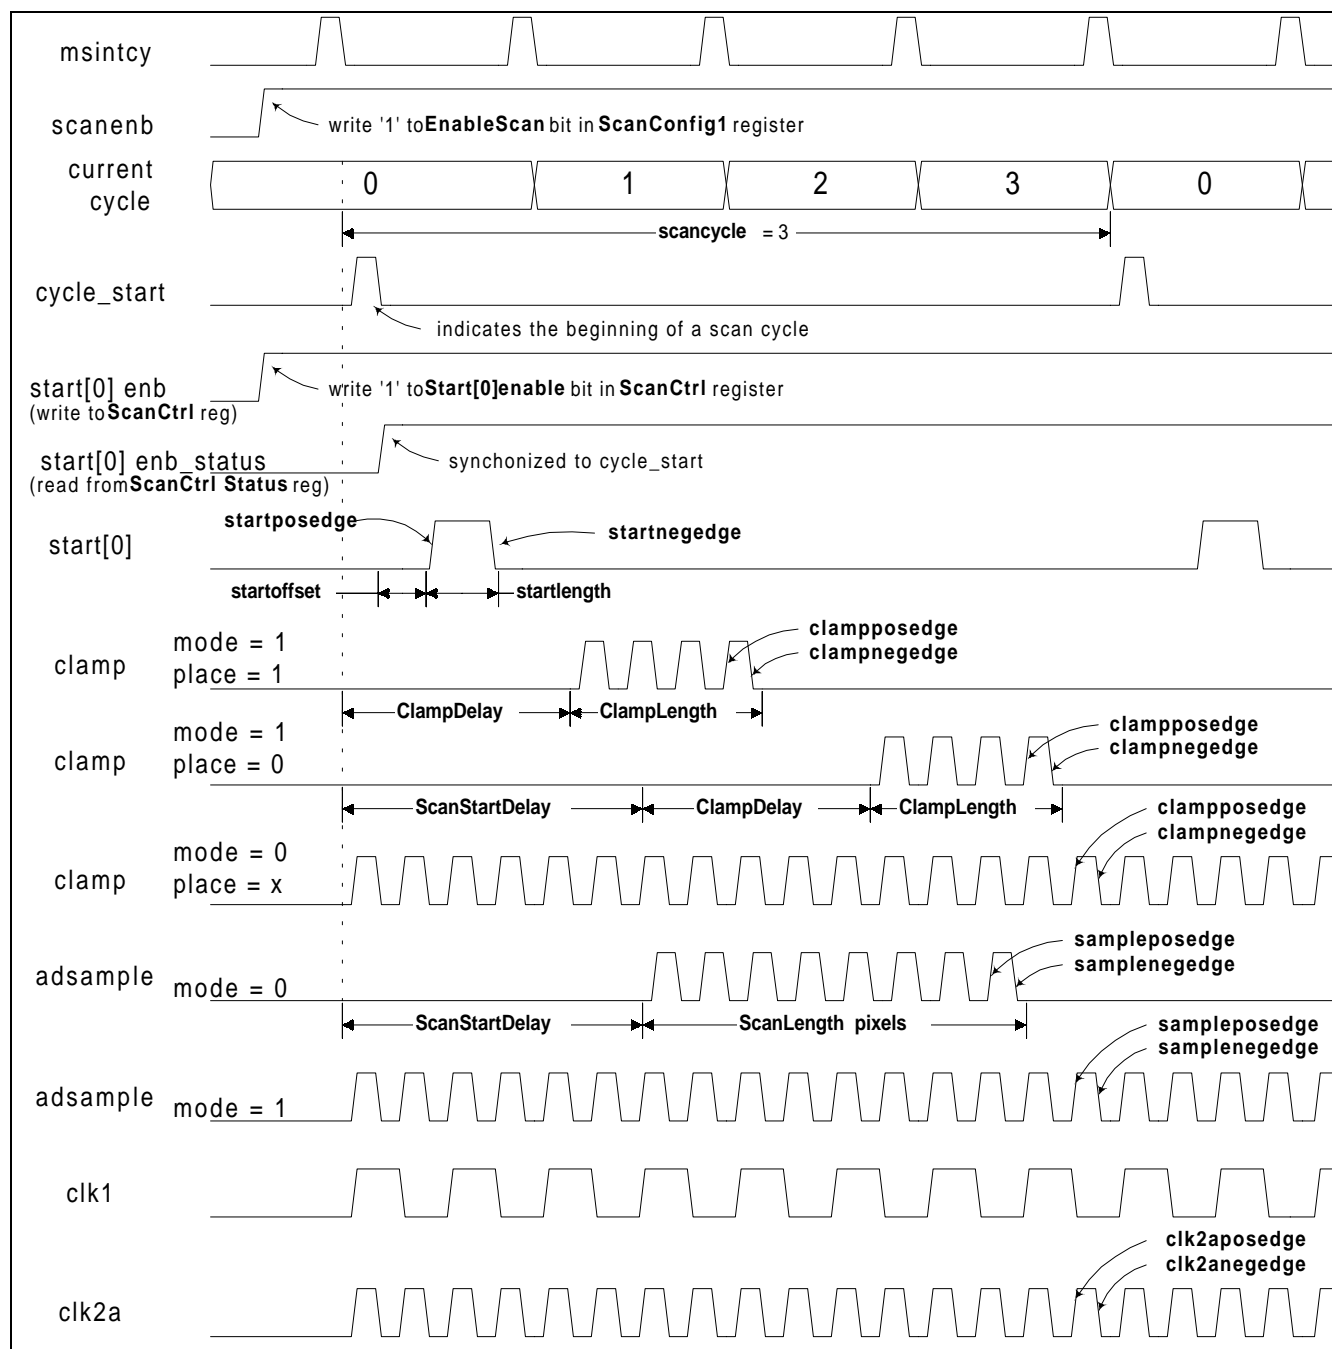 msintcy
scanenb
write '1' to EnableScan bit in ScanConfig1 register
current
cycle
0 1 2 3 0
scancycle = 3
cycle_start
indicates the beginning of a scan cycle
start[0] enb
(write to ScanCtrl reg)
write '1' to Start[0]enable bit in ScanCtrl register
start[0] enb_status
(read from ScanCtrl Status reg)
synchonized to cycle_start
start[0]
startposedge
startnegedge
startoffset
startlength
clamp
mode = 1
place = 1
clampposedge
clampnegedge
ClampDelay
ClampLength
clamp
mode = 1
place = 0
clampposedge
clampnegedge
ScanStartDelay
ClampDelay
ClampLength
clamp
mode = 0
place = x
clampposedge
clampnegedge
adsample
mode = 0
sampleposedge
samplenegedge
ScanStartDelay
ScanLength pixels
adsample
mode = 1
sampleposedge
samplenegedge
clk1
clk2a
clk2aposedge
clk2anegedge